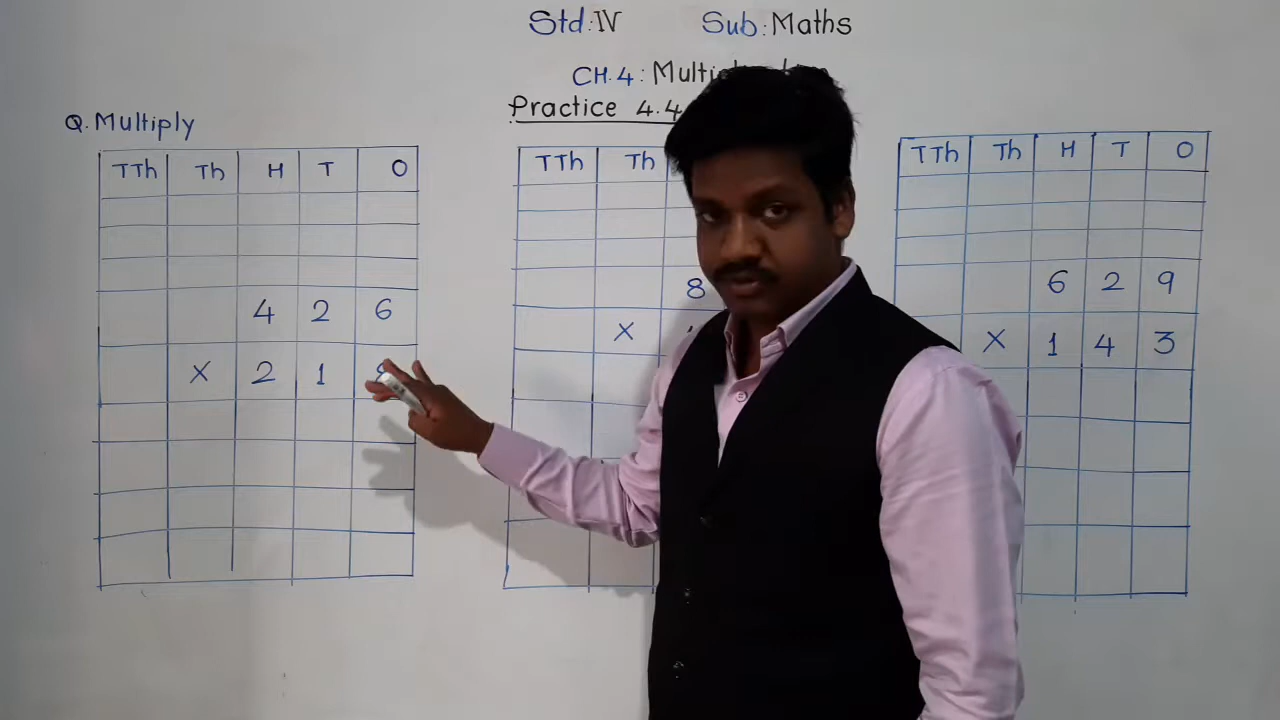 Std: IV Sub: Maths
CH. 4:
Practice 4.4
Q. Multiply
TTh Th H T O
4 2 6
X 2 1
TTh Th
8
X
TTh Th H T O
6 2 9
X 1 4 3